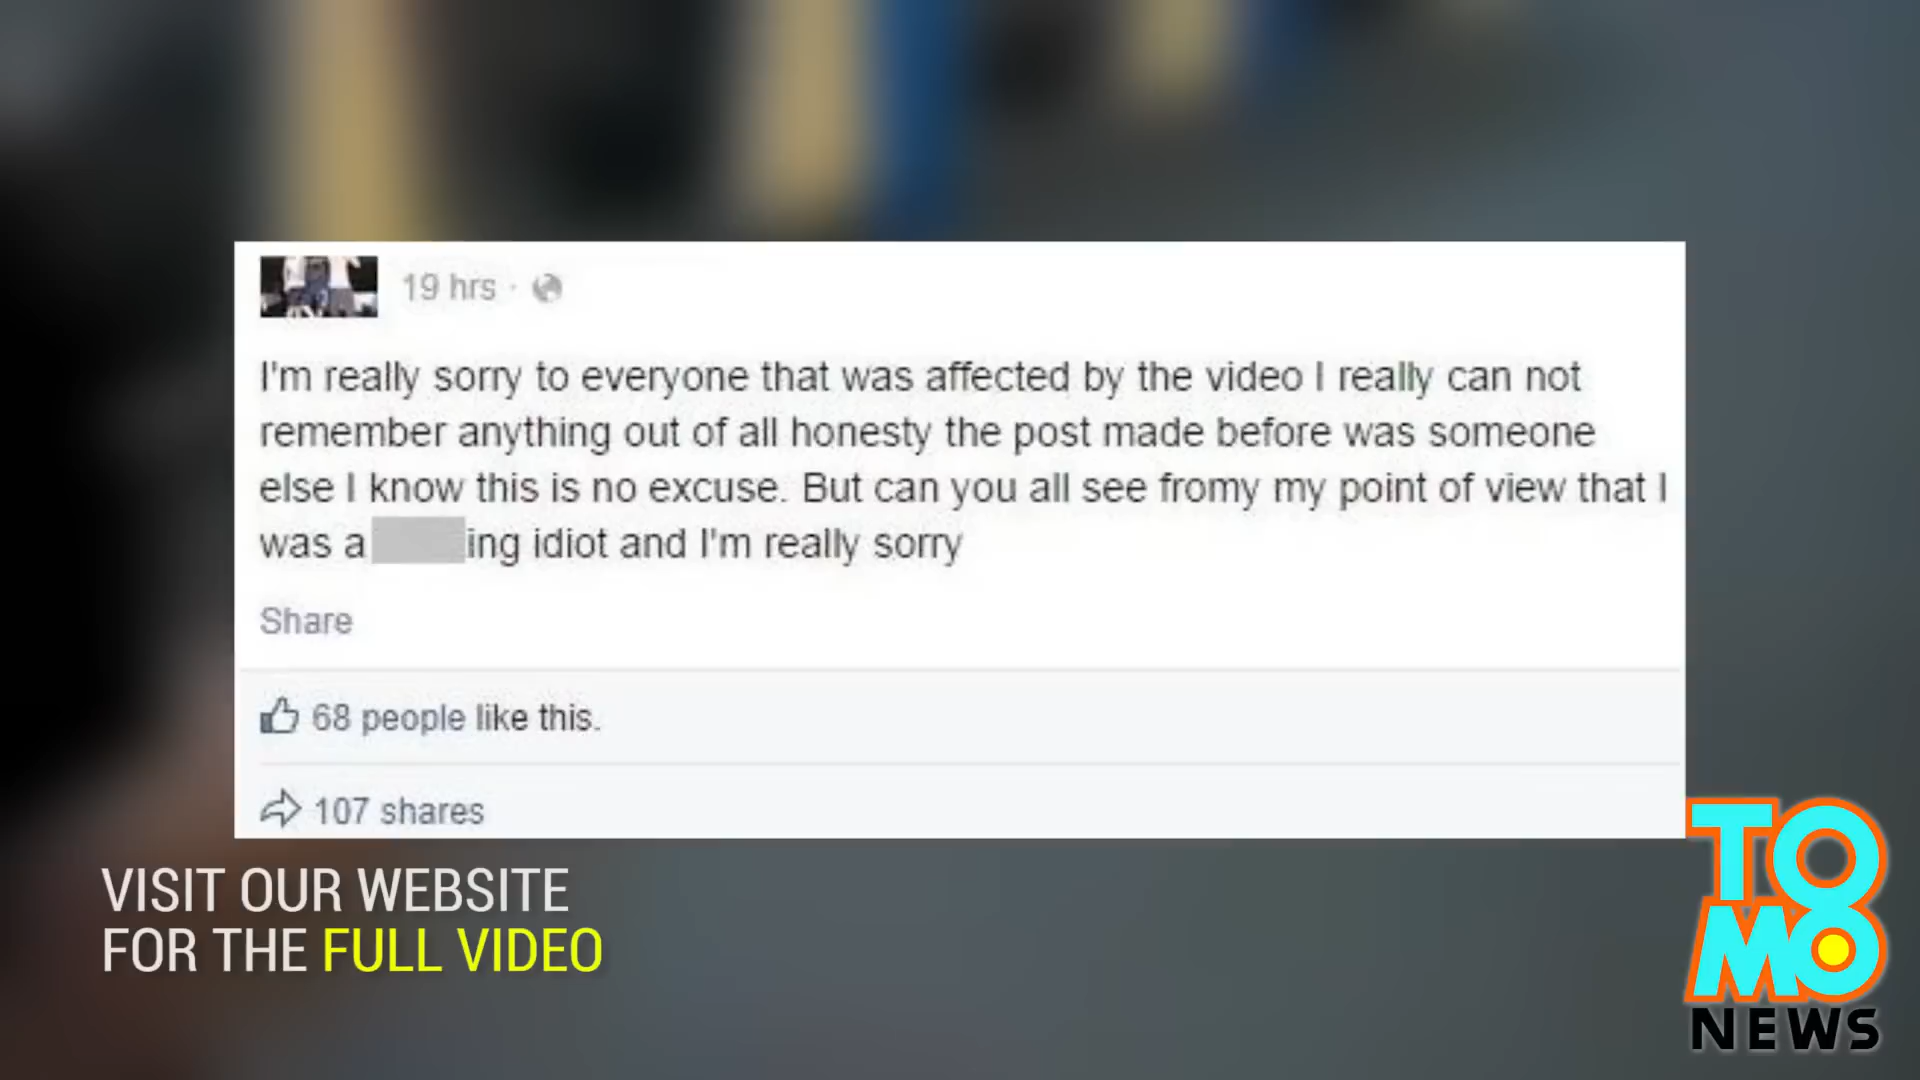 19 hrs ·
I'm really sorry to everyone that was affected by the video I really can not
remember anything out of all honesty the post made before was someone
else I know this is no excuse. But can you all see fromy my point of view that I
was a ing idiot and I'm really sorry
Share
68 people like this.
107 shares
VISIT OUR WEBSITE
FOR THE FULL VIDEO
TO
MO
NEWS